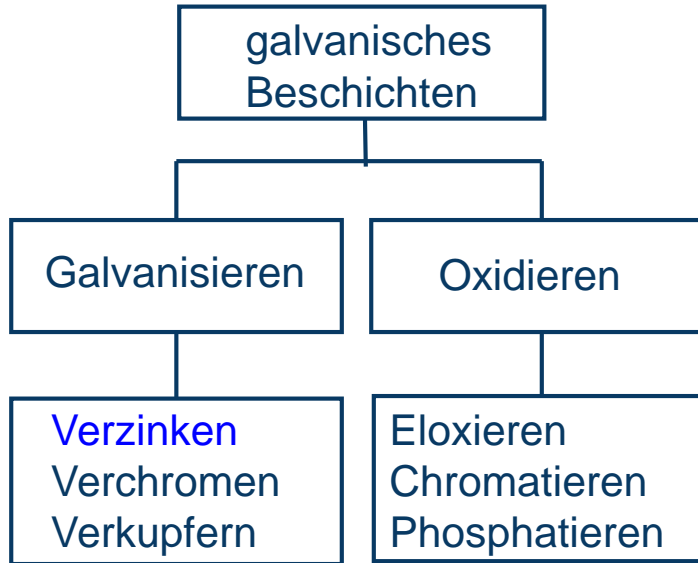 galvanisches
Beschichten
Galvanisieren
Oxidieren
Verzinken
Verchromen
Verkupfern
Eloxieren
Chromatieren
Phosphatieren